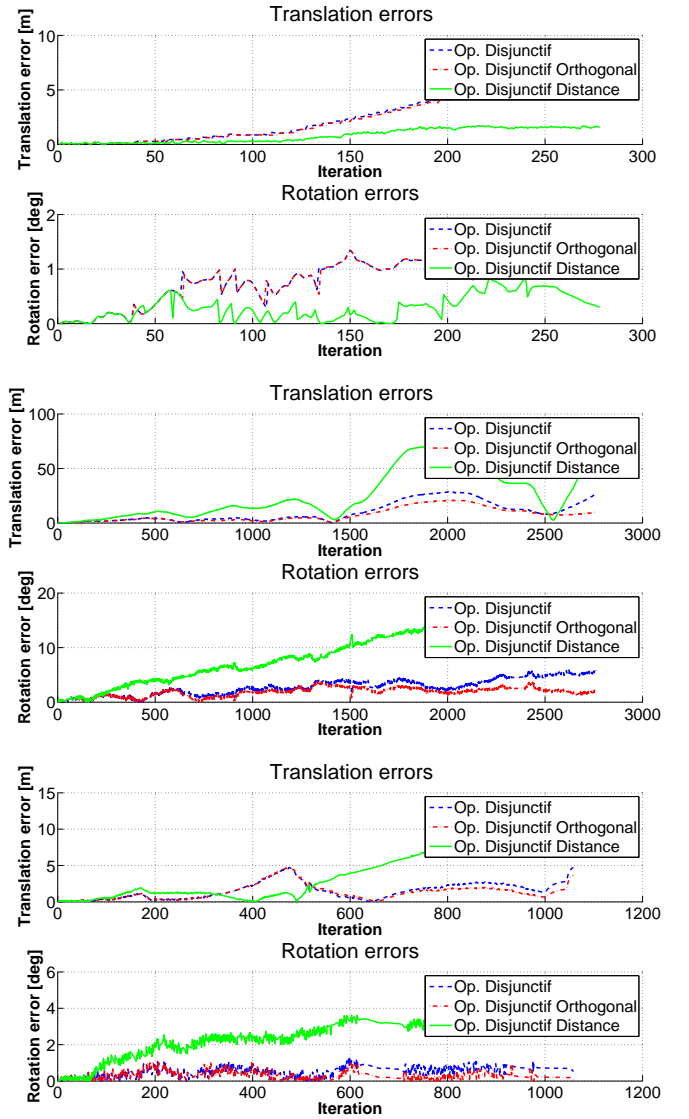 Translation errors
Translation error [m]
10
5
0
0 50 100 150 200 250 300
Iteration
Op. Disjunctif
Op. Disjunctif Orthogonal
Op. Disjunctif Distance
Rotation errors
Rotation error [deg]
2
1
0
0 50 100 150 200 250 300
Iteration
Op. Disjunctif
Op. Disjunctif Orthogonal
Op. Disjunctif Distance
Translation errors
Translation error [m]
100
50
0
0 500 1000 1500 2000 2500 3000
Iteration
Op. Disjunctif
Op. Disjunctif Orthogonal
Op. Disjunctif Distance
Rotation errors
Rotation error [deg]
20
10
0
0 500 1000 1500 2000 2500 3000
Iteration
Op. Disjunctif
Op. Disjunctif Orthogonal
Op. Disjunctif Distance
Translation errors
Translation error [m]
15
10
5
0
0 200 400 600 800 1000 1200
Iteration
Op. Disjunctif
Op. Disjunctif Orthogonal
Op. Disjunctif Distance
Rotation errors
Rotation error [deg]
6
4
2
0
0 200 400 600 800 1000 1200
Iteration
Op. Disjunctif
Op. Disjunctif Orthogonal
Op. Disjunctif Distance